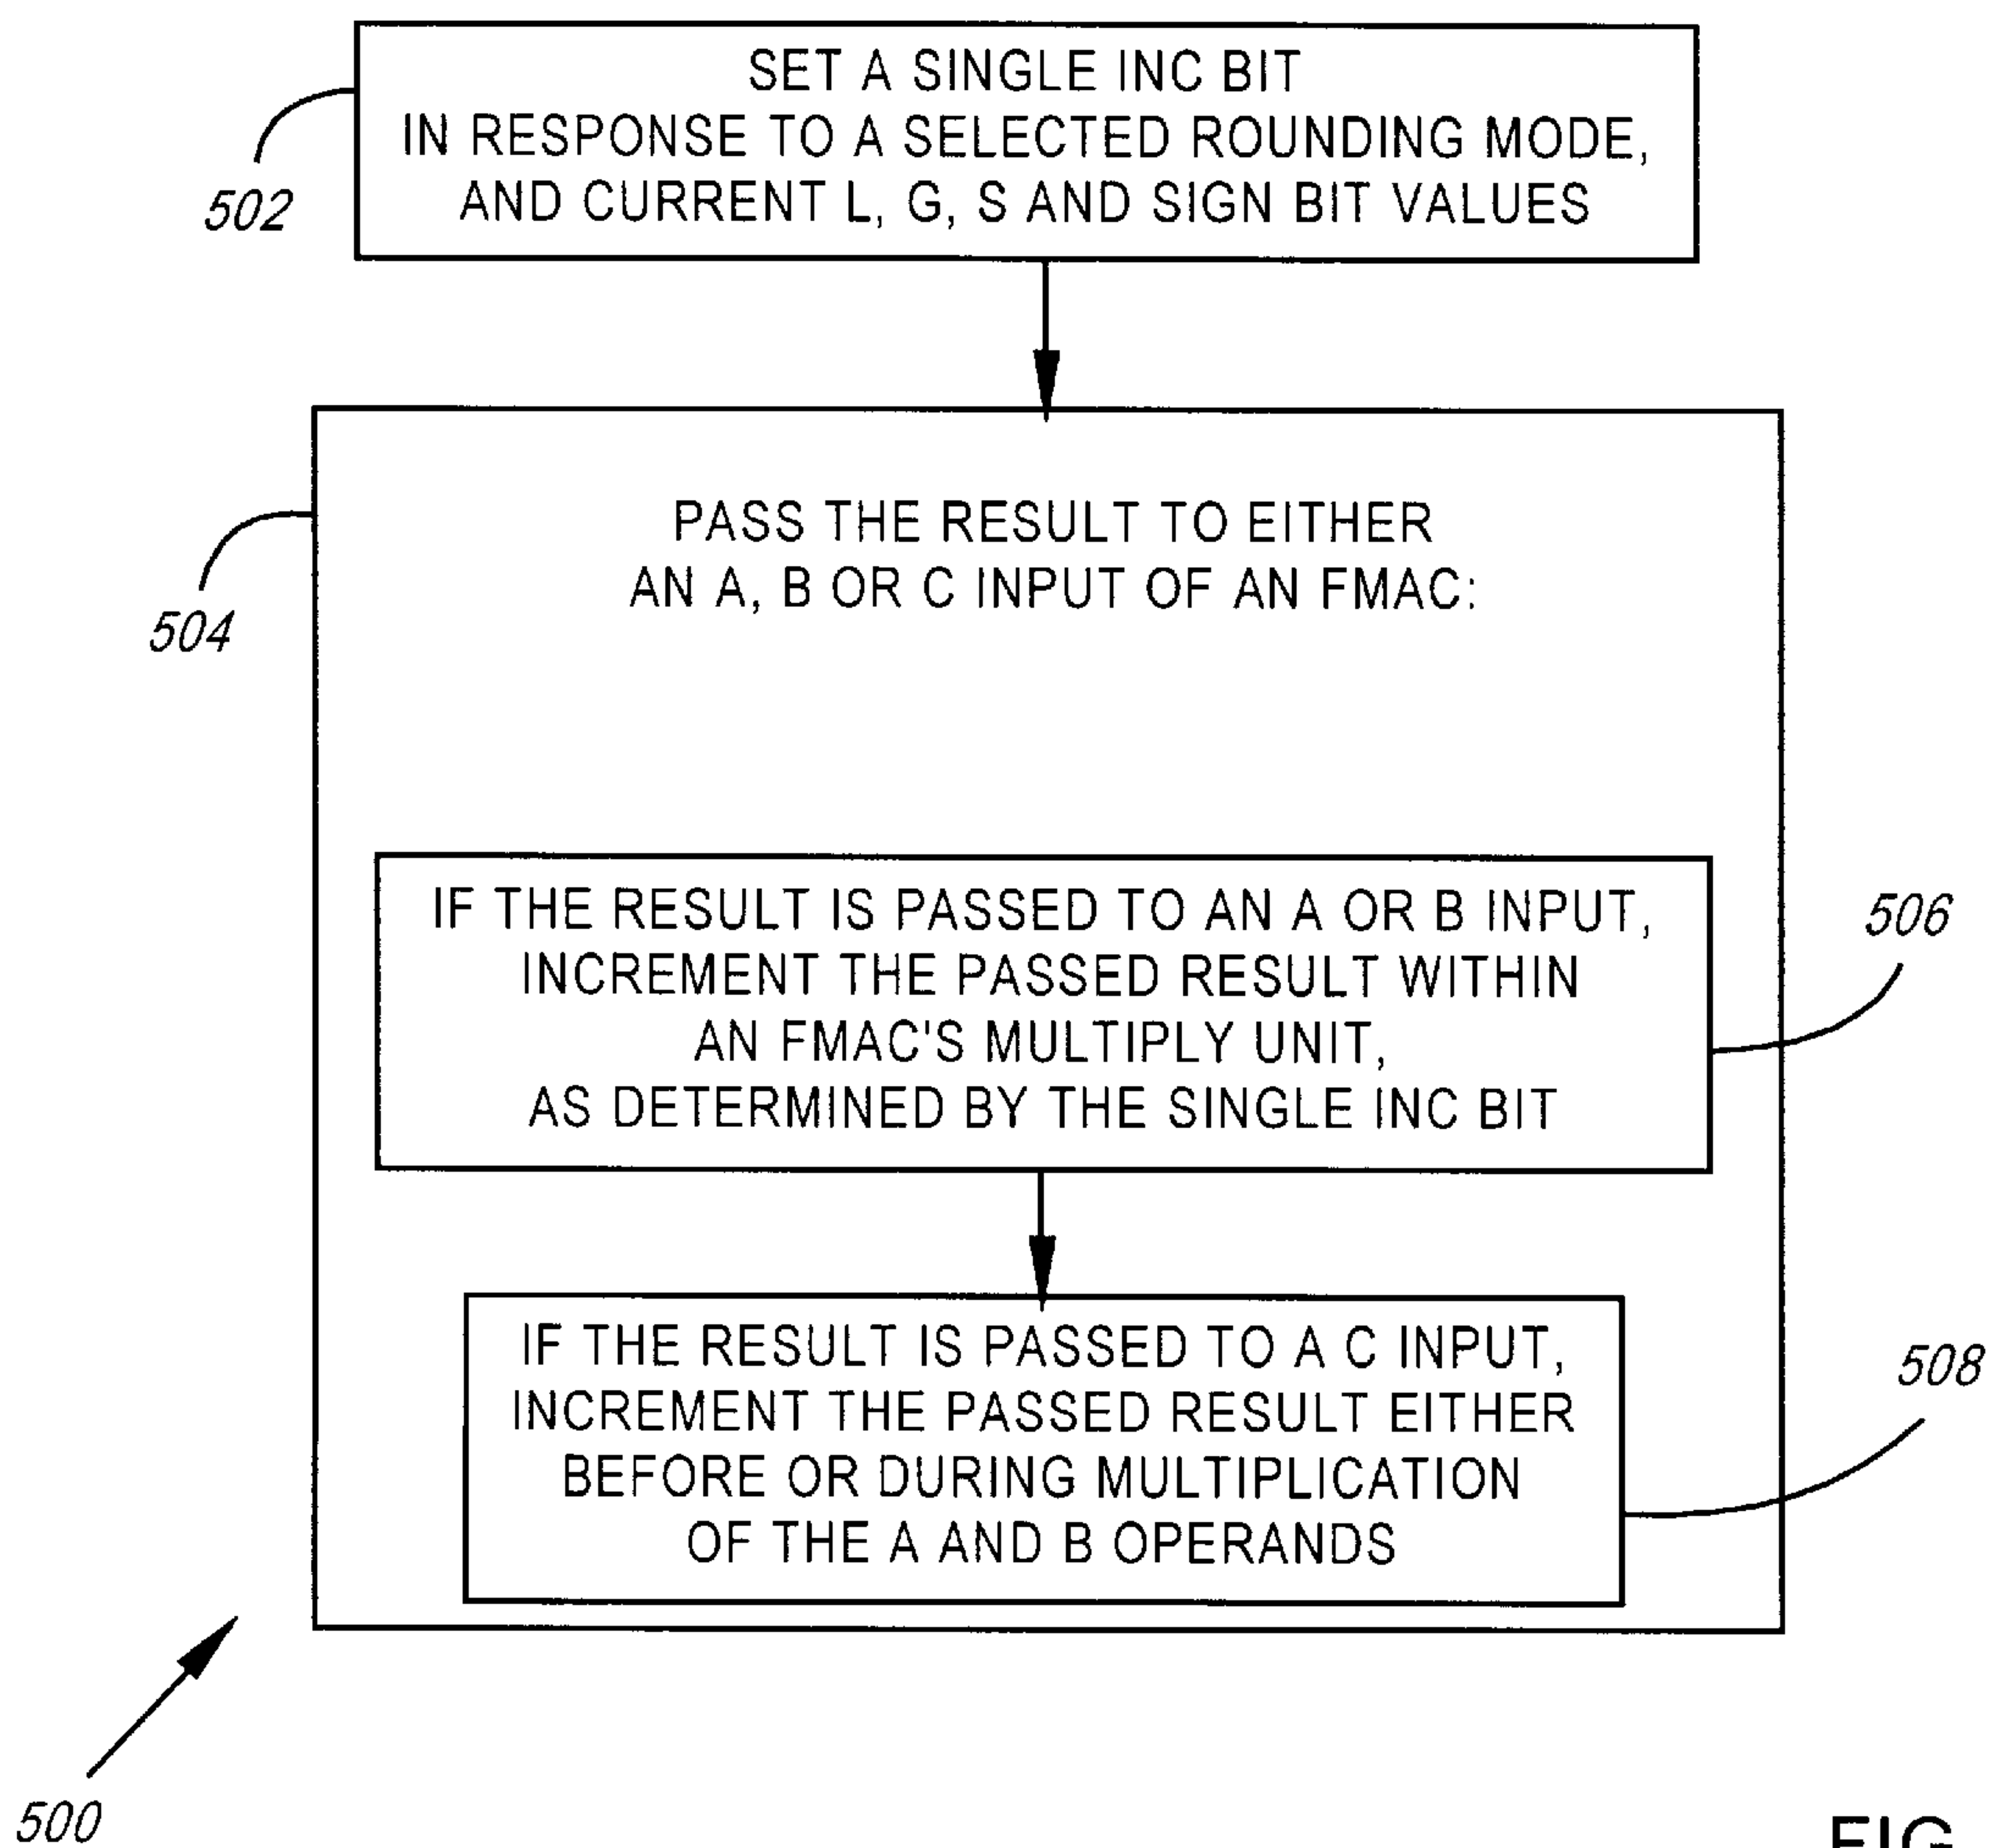 SET A SINGLE INC BIT
IN RESPONSE TO A SELECTED ROUNDING MODE,
AND CURRENT L, G, S AND SIGN BIT VALUES
502
PASS THE RESULT TO EITHER
AN A, B OR C INPUT OF AN FMAC:
504
IF THE RESULT IS PASSED TO AN A OR B INPUT,
INCREMENT THE PASSED RESULT WITHIN
AN FMAC'S MULTIPLY UNIT,
AS DETERMINED BY THE SINGLE INC BIT
506
IF THE RESULT IS PASSED TO A C INPUT,
INCREMENT THE PASSED RESULT EITHER
BEFORE OR DURING MULTIPLICATION
OF THE A AND B OPERANDS
508
500
FIG